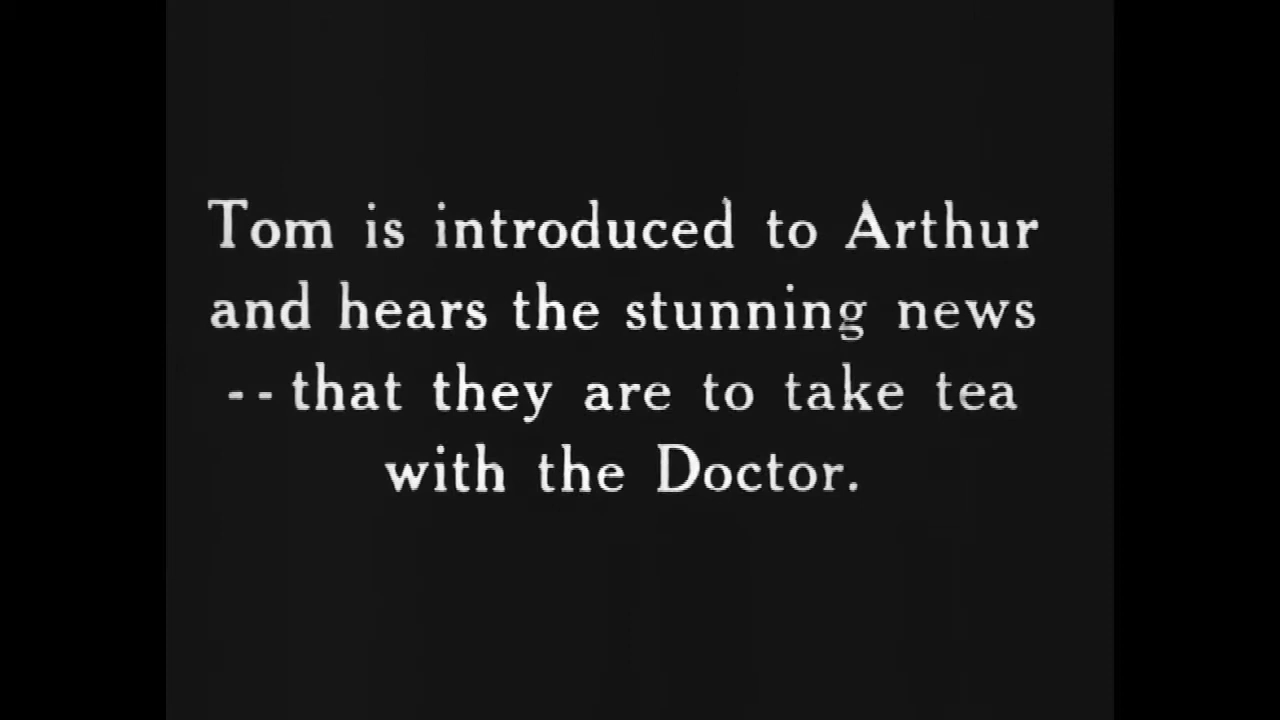 Tom is introduced to Arthur
and hears the stunning news
-- that they are to take tea
with the Doctor.